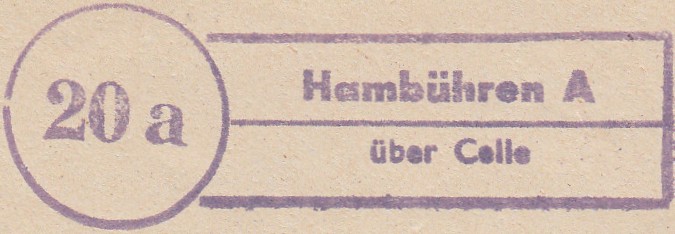 20 a
Hambühren A
über Celle